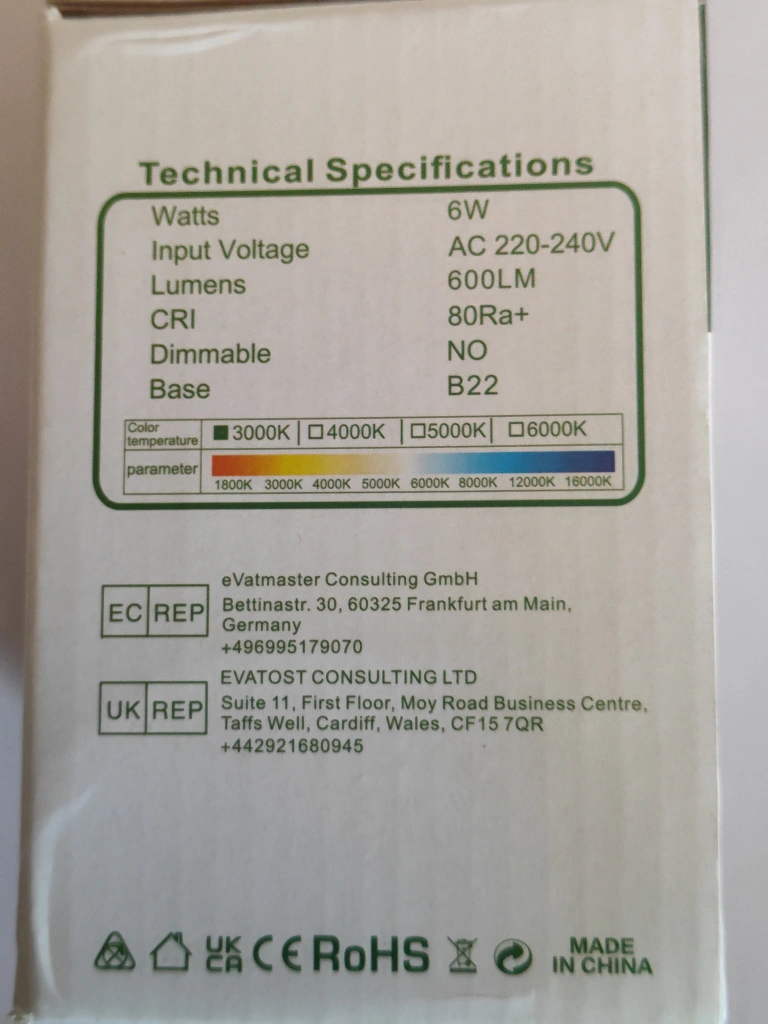 Technical Specifications
Watts 6W
Input Voltage AC 220-240V
Lumens 600LM
CRI 80Ra+
Dimmable NO
Base B22
Color temperature ■3000K | □4000K | □5000K | □6000K
parameter
1800K 3000K 4000K 5000K 6000K 8000K 12000K 16000K
EC REP
eVatmaster Consulting GmbH
Bettinastr. 30, 60325 Frankfurt am Main,
Germany
+496995179070
UK REP
EVATOST CONSULTING LTD
Suite 11, First Floor, Moy Road Business Centre,
Taffs Well, Cardiff, Wales, CF15 7QR
+442921680945
UK CA CE RoHS MADE IN CHINA